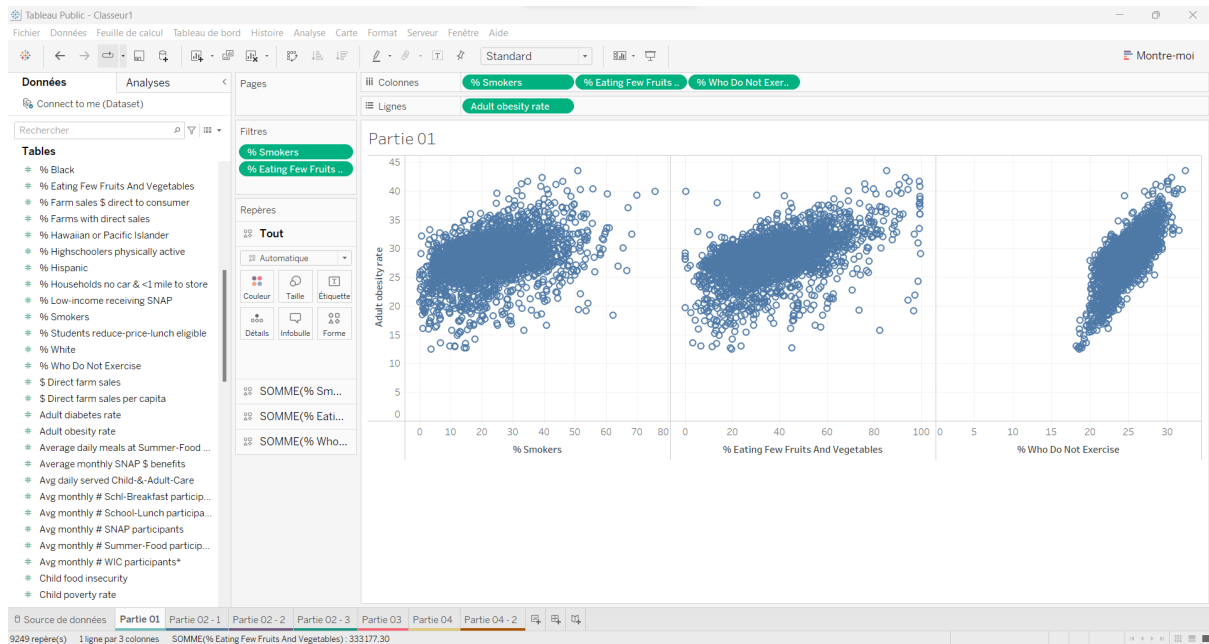 Tableau Public - Classeur1
Fichier Données Feuille de calcul Tableau de bord Histoire Analyse Carte Format Serveur Fenêtre Aide
Standard
Montre-moi
Données Analyses
Connect to me (Dataset)
Rechercher
Tables
% Black
% Eating Few Fruits And Vegetables
% Farm sales $ direct to consumer
% Farms with direct sales
% Hawaiian or Pacific Islander
% Highschoolers physically active
% Hispanic
% Households no car & <1 mile to store
% Low-income receiving SNAP
% Smokers
% Students reduce-price-lunch eligible
% White
% Who Do Not Exercise
$ Direct farm sales
$ Direct farm sales per capita
Adult diabetes rate
Adult obesity rate
Average daily meals at Summer-Food ...
Average monthly SNAP $ benefits
Avg daily served Child-&-Adult-Care
Avg monthly # Schl-Breakfast particip...
Avg monthly # School-Lunch participa...
Avg monthly # SNAP participants
Avg monthly # Summer-Food particip...
Avg monthly # WIC participants*
Child food insecurity
Child poverty rate
Pages
Filtres
% Smokers
% Eating Few Fruits ..
Repères
Tout
Automatique
Couleur Taille Étiquette
Détails Infobulle Forme
SOMME(% Sm...
SOMME(% Eati...
SOMME(% Who...
Colonnes % Smokers % Eating Few Fruits .. % Who Do Not Exer..
Lignes Adult obesity rate
Partie 01
Adult obesity rate
45
40
35
30
25
20
15
10
5
0
0 10 20 30 40 50 60 70 80 0 20 40 60 80 100 0 5 10 15 20 25 30
% Smokers % Eating Few Fruits And Vegetables % Who Do Not Exercise
Source de données Partie 01 Partie 02 - 1 Partie 02 - 2 Partie 02 - 3 Partie 03 Partie 04 Partie 04 - 2
9249 repère(s) 1 ligne par 3 colonnes SOMME(% Eating Few Fruits And Vegetables) : 333177,30